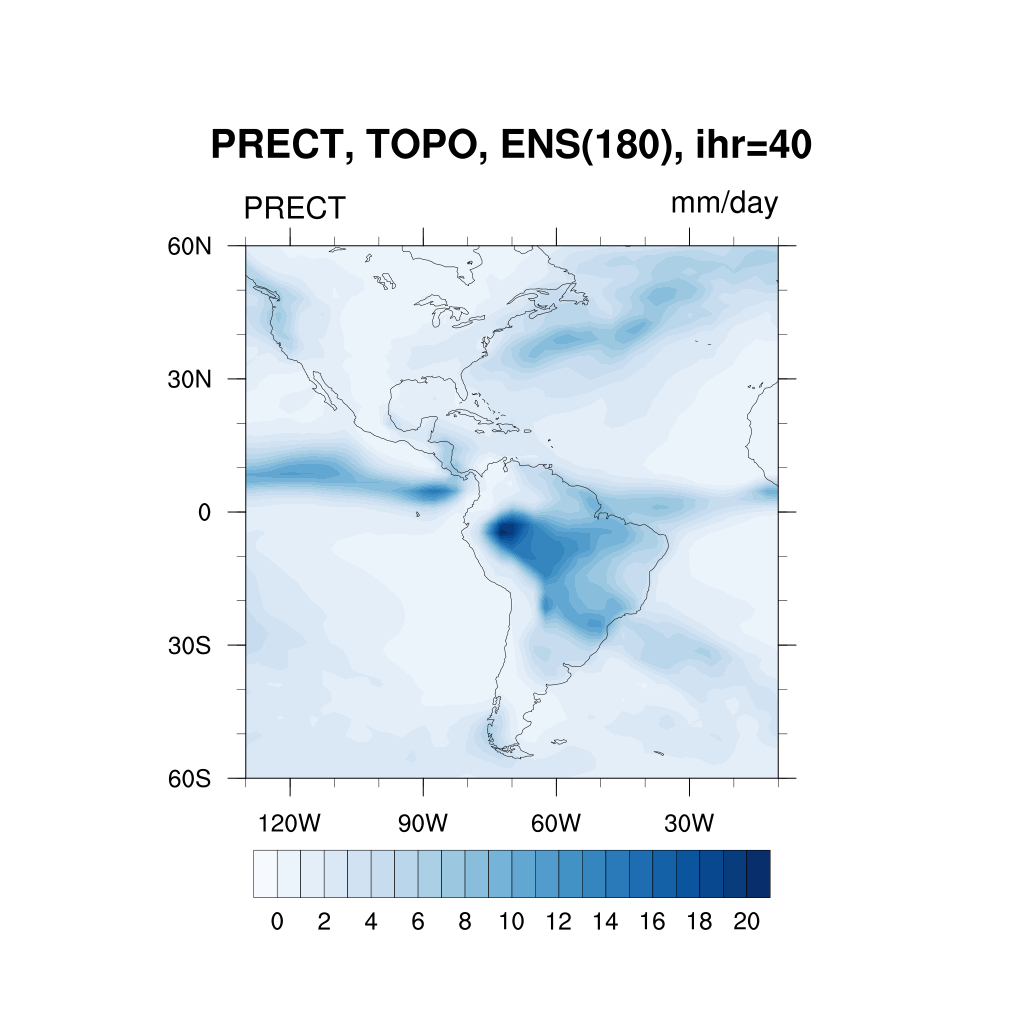 PRECT, TOPO, ENS(180), ihr=40
PRECT mm/day
60N
30N
0
30S
60S
120W 90W 60W 30W
0 2 4 6 8 10 12 14 16 18 20